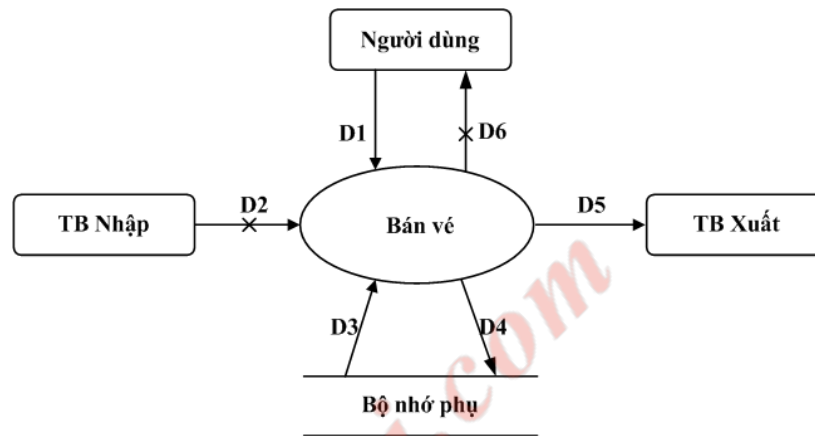 Người dùng
D1
D6
D2
TB Nhập
Bán vé
D5
TB Xuất
D3
D4
Bộ nhớ phụ